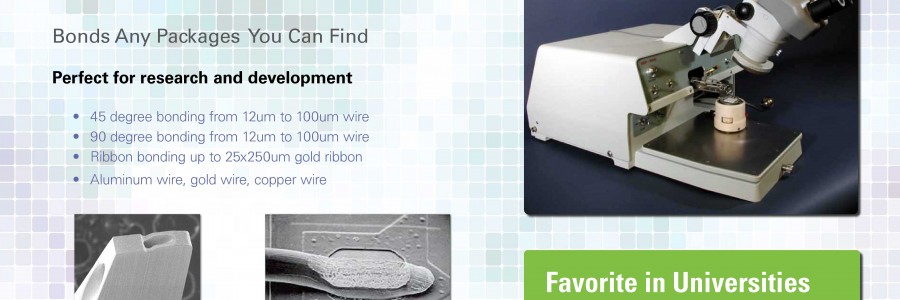 Bonds Any Packages You Can Find
Perfect for research and development
• 45 degree bonding from 12um to 100um wire
• 90 degree bonding from 12um to 100um wire
• Ribbon bonding up to 25x250um gold ribbon
• Aluminum wire, gold wire, copper wire
Favorite in Universities